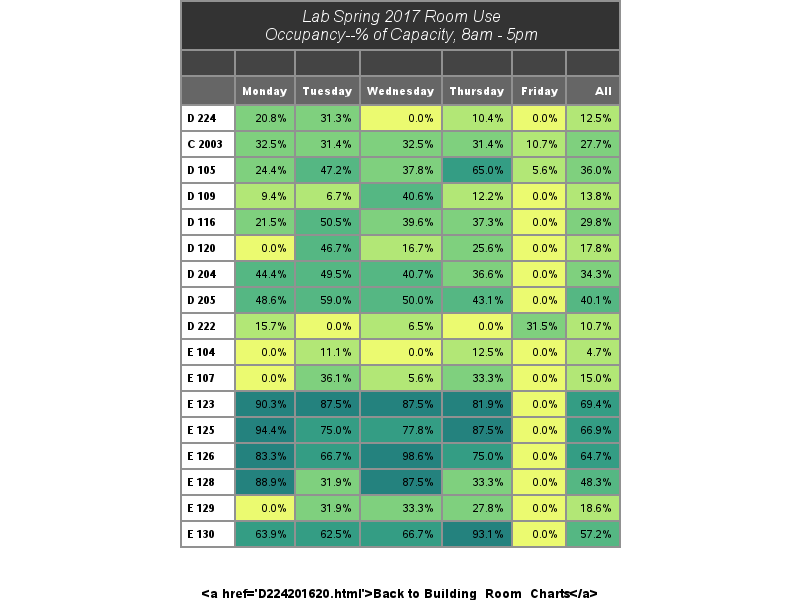 Lab Spring 2017 Room Use
Occupancy--% of Capacity, 8am - 5pm
Monday Tuesday Wednesday Thursday Friday All
D 224 20.8% 31.3% 0.0% 10.4% 0.0% 12.5%
C 2003 32.5% 31.4% 32.5% 31.4% 10.7% 27.7%
D 105 24.4% 47.2% 37.8% 65.0% 5.6% 36.0%
D 109 9.4% 6.7% 40.6% 12.2% 0.0% 13.8%
D 116 21.5% 50.5% 39.6% 37.3% 0.0% 29.8%
D 120 0.0% 46.7% 16.7% 25.6% 0.0% 17.8%
D 204 44.4% 49.5% 40.7% 36.6% 0.0% 34.3%
D 205 48.6% 59.0% 50.0% 43.1% 0.0% 40.1%
D 222 15.7% 0.0% 6.5% 0.0% 31.5% 10.7%
E 104 0.0% 11.1% 0.0% 12.5% 0.0% 4.7%
E 107 0.0% 36.1% 5.6% 33.3% 0.0% 15.0%
E 123 90.3% 87.5% 87.5% 81.9% 0.0% 69.4%
E 125 94.4% 75.0% 77.8% 87.5% 0.0% 66.9%
E 126 83.3% 66.7% 98.6% 75.0% 0.0% 64.7%
E 128 88.9% 31.9% 87.5% 33.3% 0.0% 48.3%
E 129 0.0% 31.9% 33.3% 27.8% 0.0% 18.6%
E 130 63.9% 62.5% 66.7% 93.1% 0.0% 57.2%
<a href='D224201620.html'>Back to Building_Room_Charts</a>